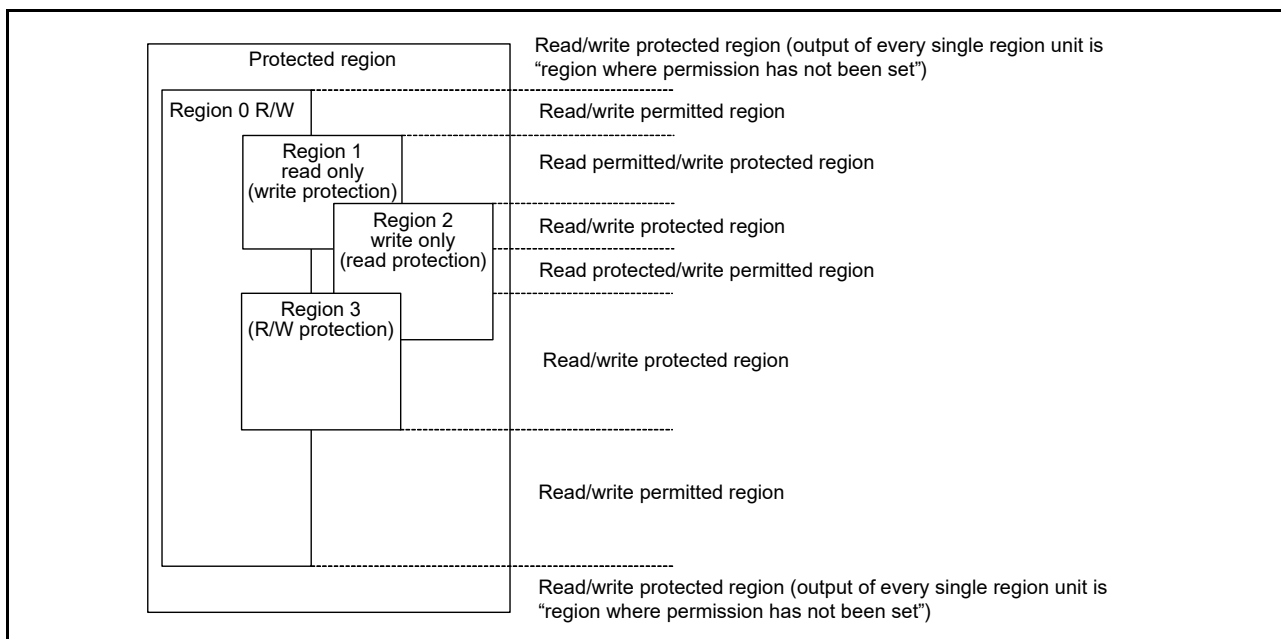 Protected region
Read/write protected region (output of every single region unit is
“region where permission has not been set”)
Region 0 R/W
Read/write permitted region
Region 1
read only
(write protection)
Read permitted/write protected region
Region 2
write only
(read protection)
Read/write protected region
Read protected/write permitted region
Region 3
(R/W protection)
Read/write protected region
Read/write permitted region
Read/write protected region (output of every single region unit is
“region where permission has not been set”)